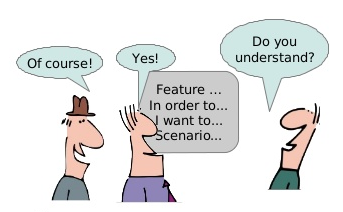 Of course!
Yes!
Do you
understand?
Feature ...
In order to...
I want to...
Scenario...